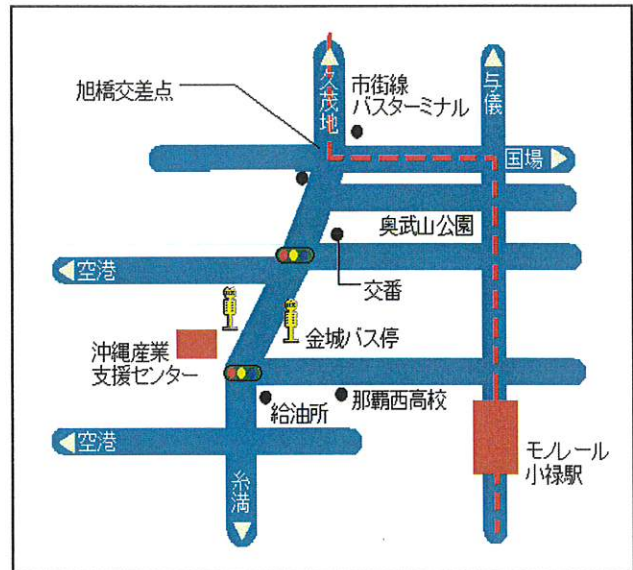 久茂地
与儀
市街線
バスターミナル
旭橋交差点
国場
奥武山公園
空港
交番
金城バス停
沖縄産業
支援センター
給油所
那覇西高校
空港
モノレール
小禄駅
糸満